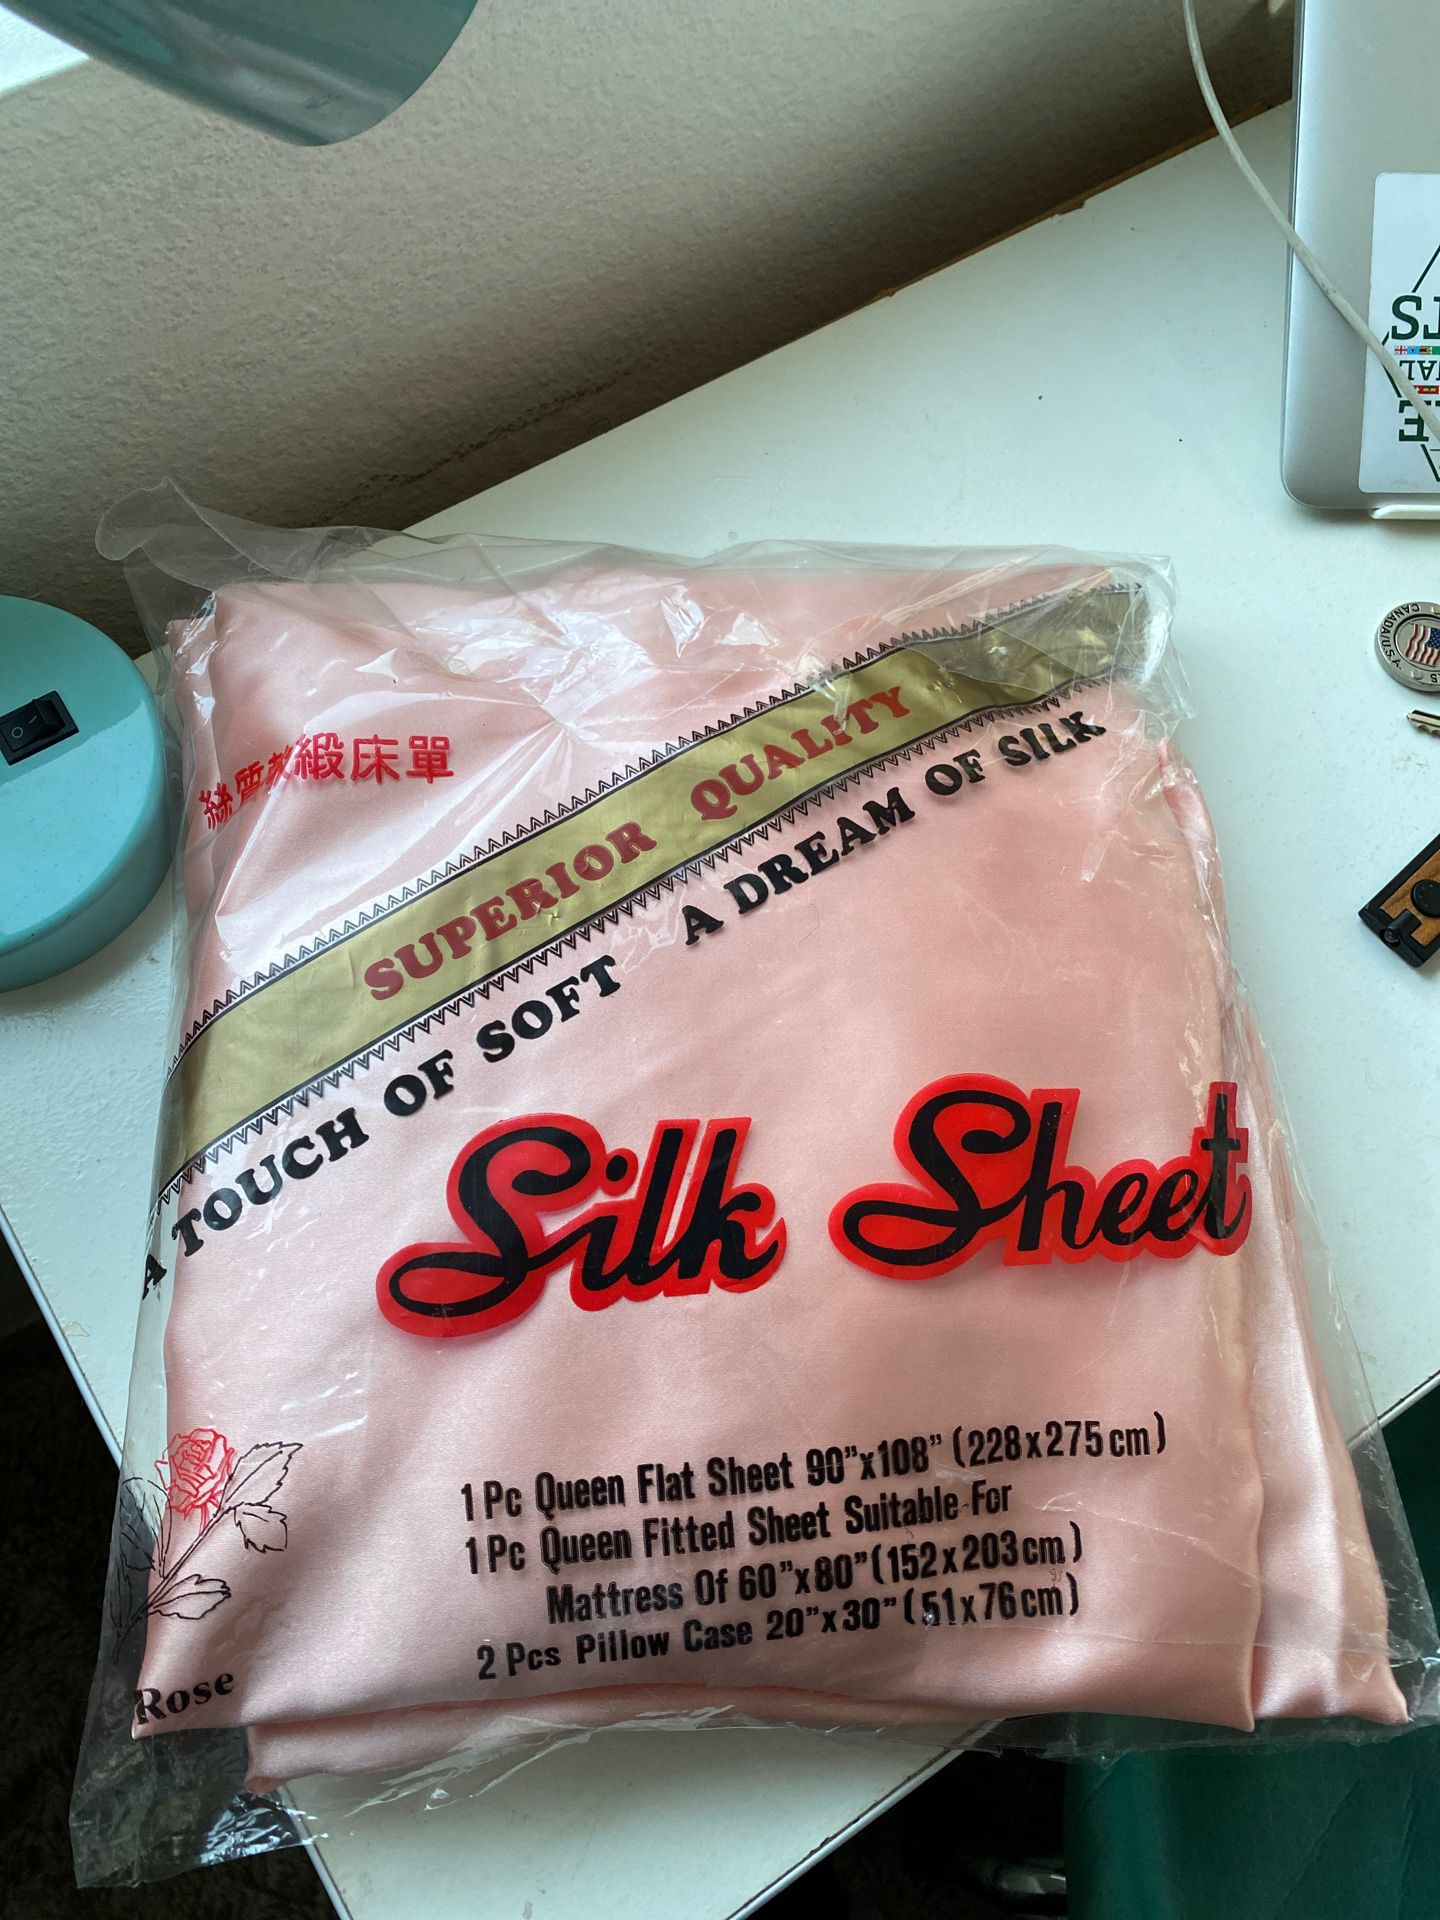 絲質軟緞床單
SUPERIOR QUALITY
A TOUCH OF SOFT A DREAM OF SILK
Silk Sheet
1 Pc Queen Flat Sheet 90”x108” (228x275cm)
1 Pc Queen Fitted Sheet Suitable For
Mattress Of 60”x80” (152x203cm)
2 Pcs Pillow Case 20”x30” (51x76cm)
Rose
CANADA/U.S.A.